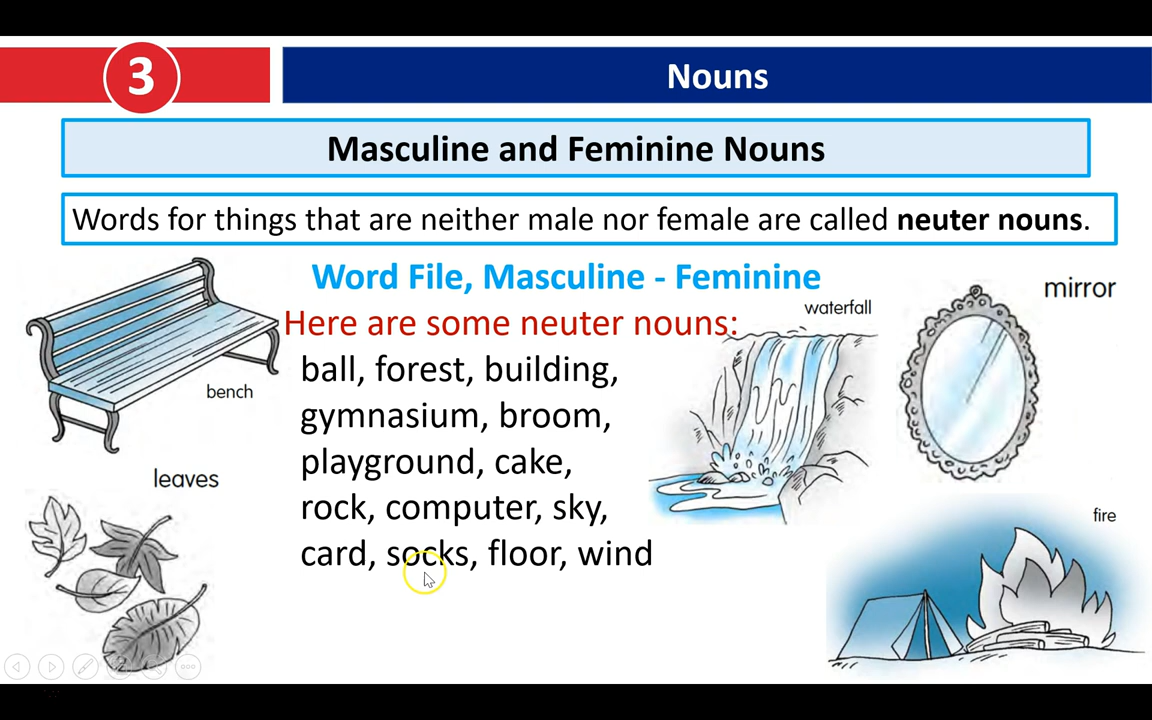 3
Nouns
Masculine and Feminine Nouns
Words for things that are neither male nor female are called neuter nouns.
Word File, Masculine - Feminine
Here are some neuter nouns:
ball, forest, building,
gymnasium, broom,
playground, cake,
rock, computer, sky,
card, socks, floor, wind
bench
leaves
waterfall
mirror
fire